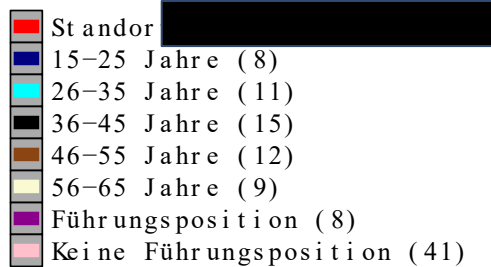 Standor
15–25 Jahre (8)
26–35 Jahre (11)
36–45 Jahre (15)
46–55 Jahre (12)
56–65 Jahre (9)
Führungsposition (8)
Keine Führungsposition (41)